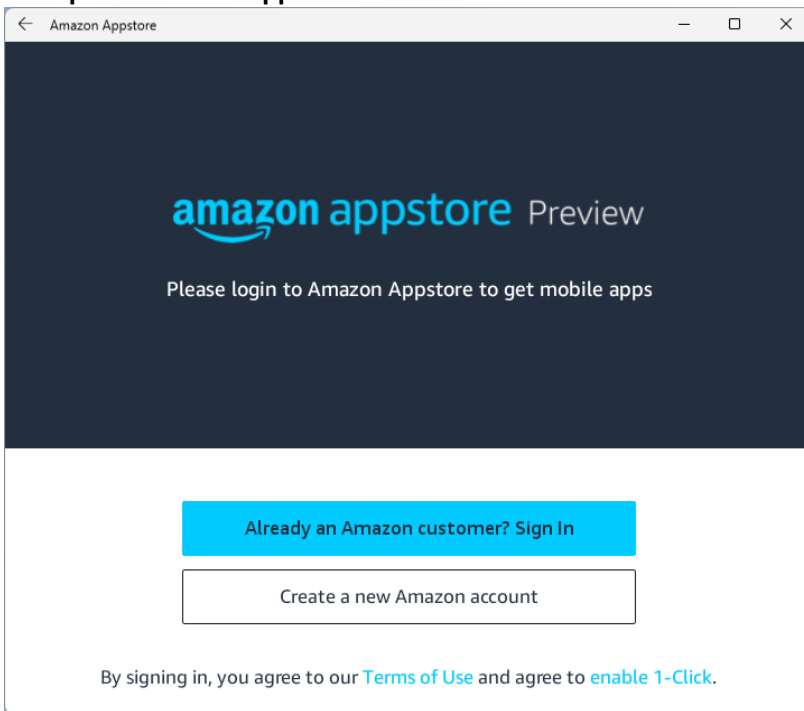 Amazon Appstore
amazon appstore Preview
Please login to Amazon Appstore to get mobile apps
Already an Amazon customer? Sign In
Create a new Amazon account
By signing in, you agree to our Terms of Use and agree to enable 1-Click.